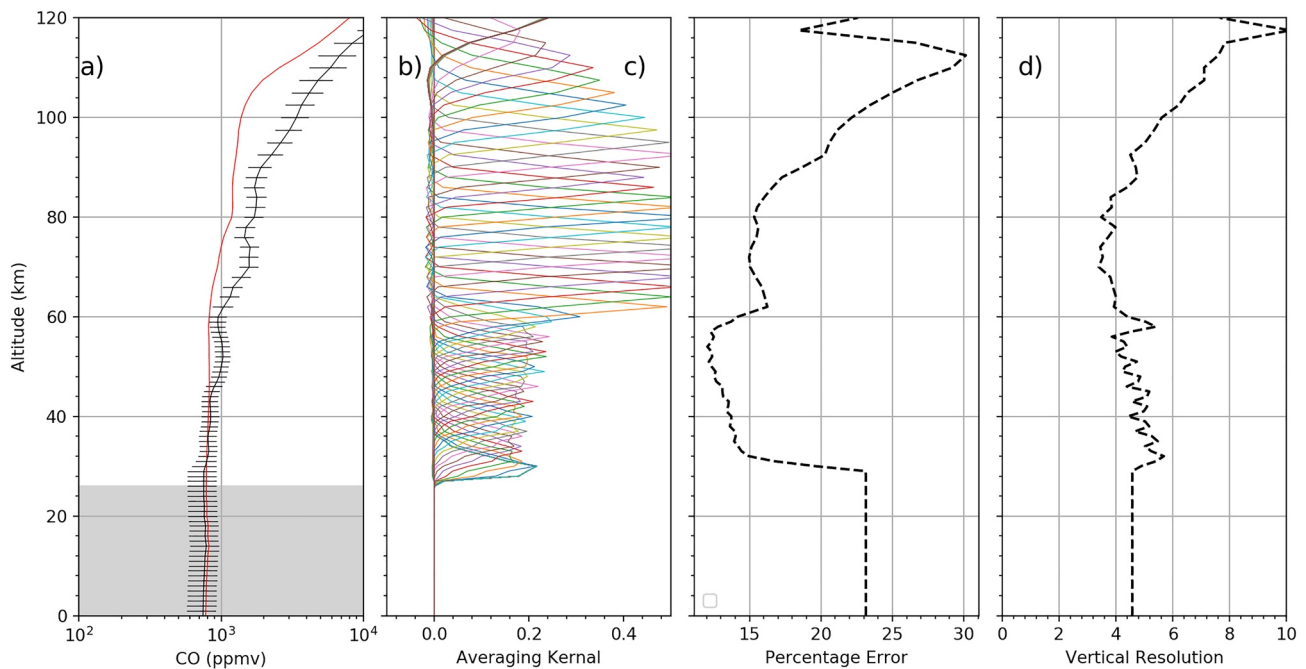 a)
b)
c)
d)
Altitude (km)
120
100
80
60
40
20
0
10²
10³
10⁴
CO (ppmv)
0.0
0.2
0.4
Averaging Kernal
15
20
25
30
Percentage Error
0
2
4
6
8
10
Vertical Resolution